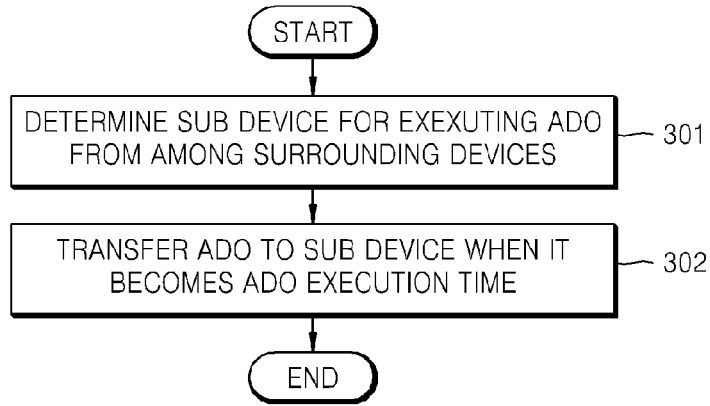 START
DETERMINE SUB DEVICE FOR EXEXUTING ADO
FROM AMONG SURROUNDING DEVICES
301
TRANSFER ADO TO SUB DEVICE WHEN IT
BECOMES ADO EXECUTION TIME
302
END